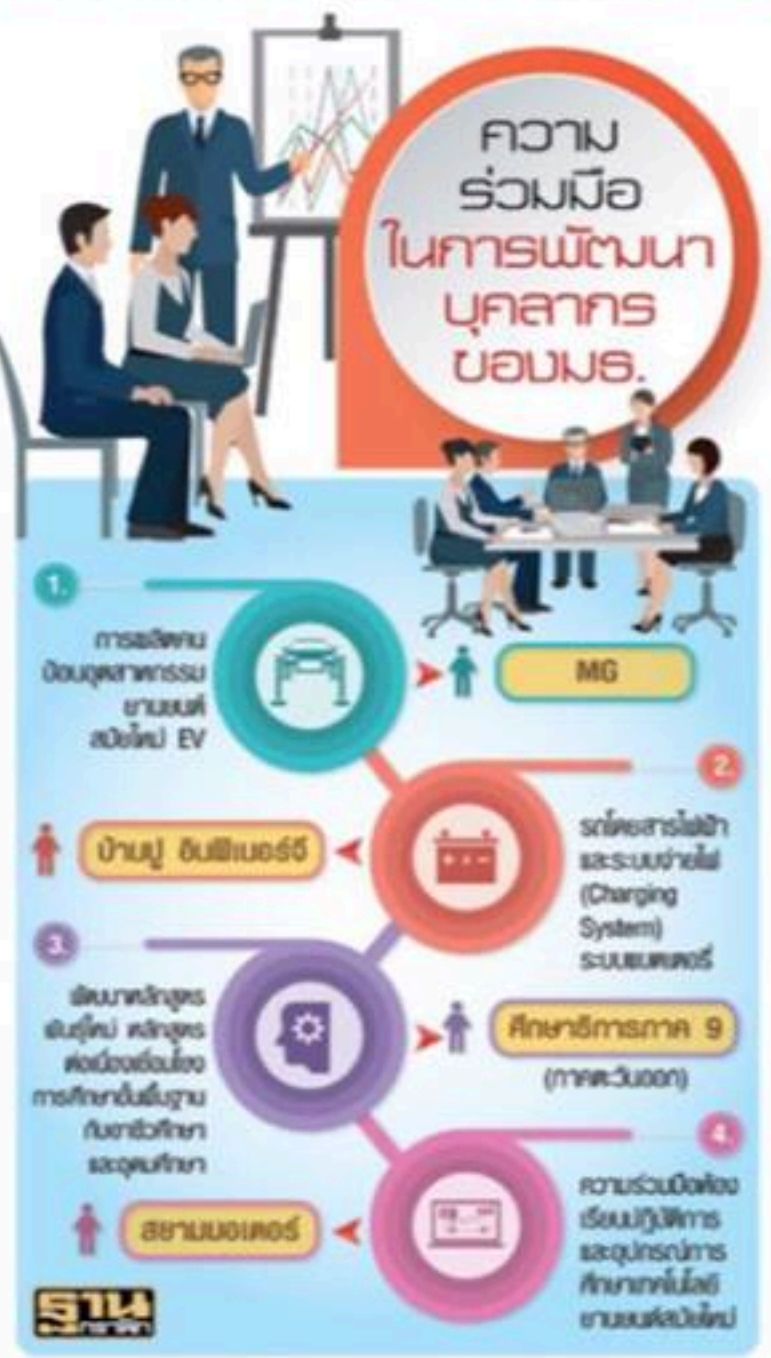 ความ
ร่วมมือ
ในการพัฒนา
บุคลากร
ของมธ.
1.
การผลิตคน
ป้อนอุตสาหกรรม
ยานยนต์
สมัยใหม่ EV
MG
2.
รถโดยสารไฟฟ้า
และระบบจ่ายไฟ
(Charging
System)
ระบบแบตเตอรี่
บ้านปู อินฟิเนอร์จี
3.
พัฒนาหลักสูตร
พันธุ์ใหม่ หลักสูตร
ต่อเนื่องเชื่อมโยง
การศึกษาขั้นพื้นฐาน
กับอาชีวศึกษา
และอุดมศึกษา
ศึกษาธิการภาค 9
(ภาคตะวันออก)
4.
ความร่วมมือห้อง
เรียนปฏิบัติการ
และอุปกรณ์การ
ศึกษาเทคโนโลยี
ยานยนต์สมัยใหม่
สยามมอเตอร์
ฐาน